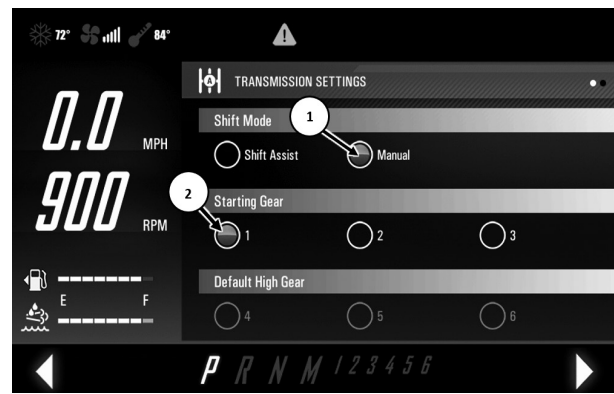 72° 84°
TRANSMISSION SETTINGS
Shift Mode
1
Shift Assist Manual
0.0 MPH
2
Starting Gear
900 RPM
1 2 3
Default High Gear
E F
4 5 6
P R N M 1 2 3 4 5 6